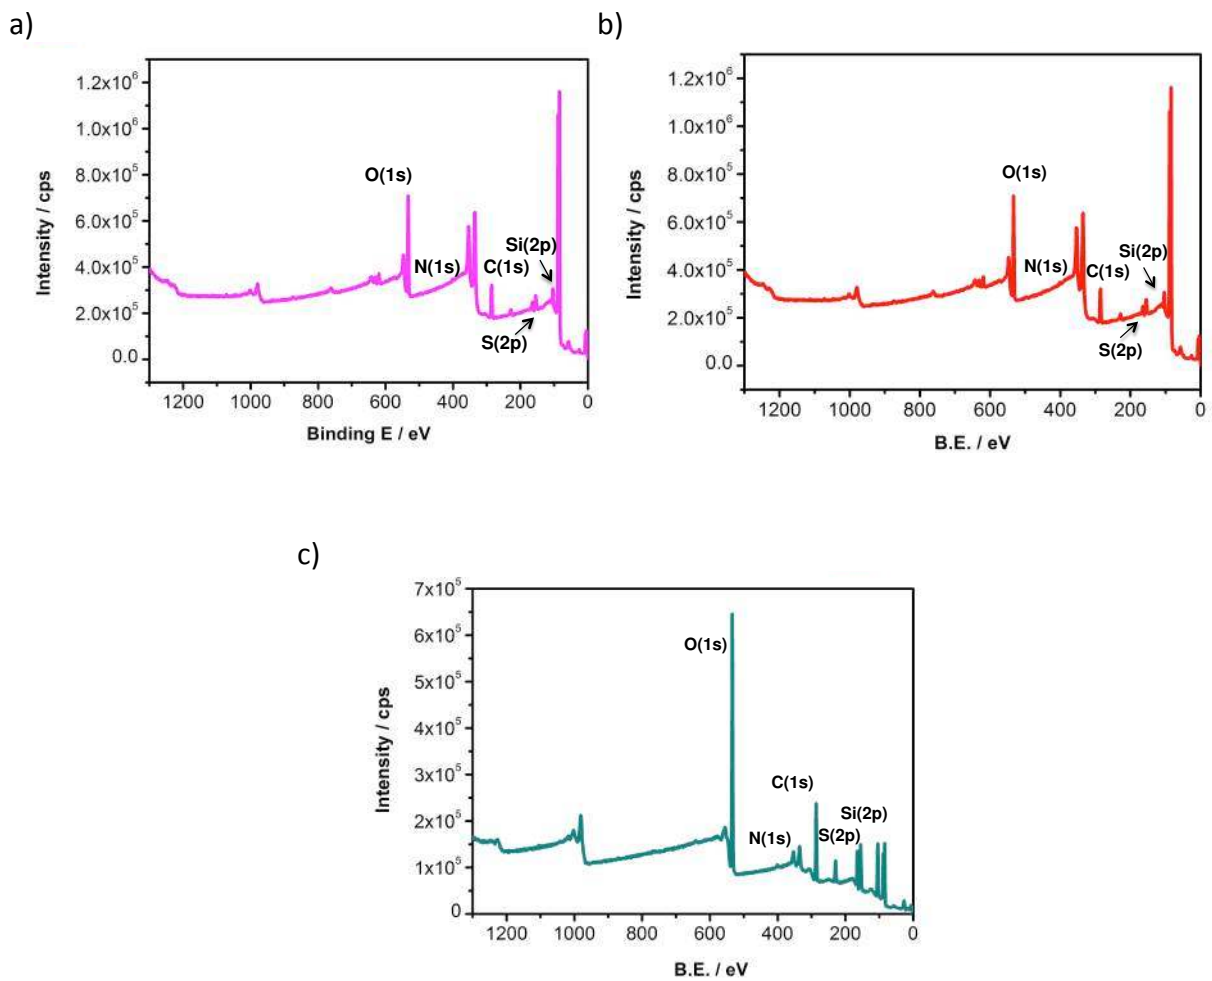 a)
1.2x10⁶
1.0x10⁶
8.0x10⁵
6.0x10⁵
4.0x10⁵
2.0x10⁵
0.0
Intensity / cps
O(1s)
N(1s)
C(1s)
Si(2p)
S(2p)
1200 1000 800 600 400 200 0
Binding E / eV
b)
1.2x10⁶
1.0x10⁶
8.0x10⁵
6.0x10⁵
4.0x10⁵
2.0x10⁵
0.0
Intensity / cps
O(1s)
N(1s)
C(1s)
Si(2p)
S(2p)
1200 1000 800 600 400 200 0
B.E. / eV
c)
7x10⁵
6x10⁵
5x10⁵
4x10⁵
3x10⁵
2x10⁵
1x10⁵
0
Intensity / cps
O(1s)
C(1s)
Si(2p)
N(1s)
S(2p)
1200 1000 800 600 400 200 0
B.E. / eV